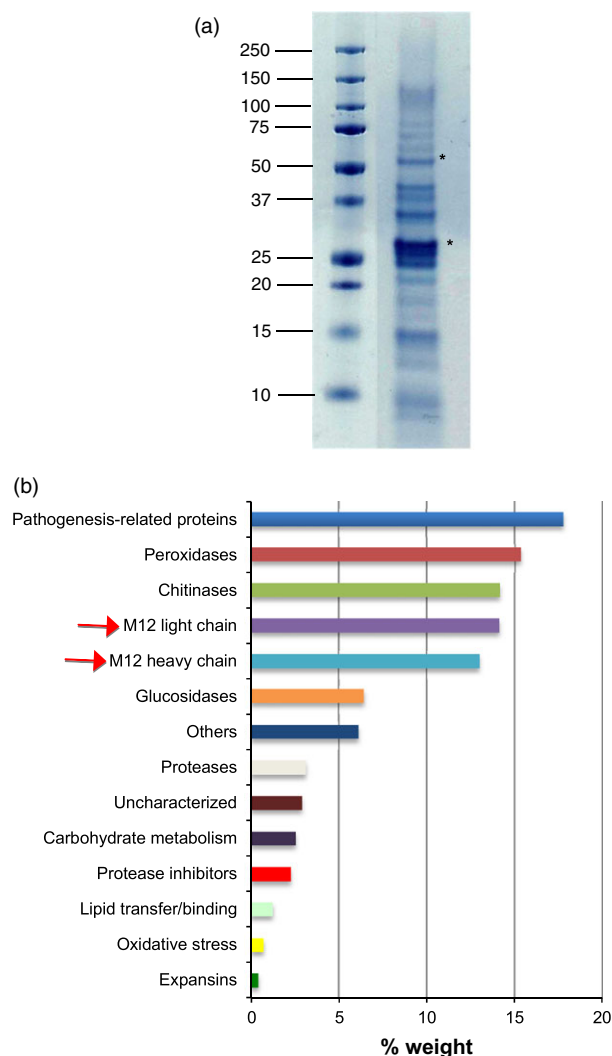 (a)
250
150
100
75
50
*
37
*
25
20
15
10
(b)
Pathogenesis-related proteins
Peroxidases
Chitinases
M12 light chain
M12 heavy chain
Glucosidases
Others
Proteases
Uncharacterized
Carbohydrate metabolism
Protease inhibitors
Lipid transfer/binding
Oxidative stress
Expansins
0 5 10 15 20
% weight